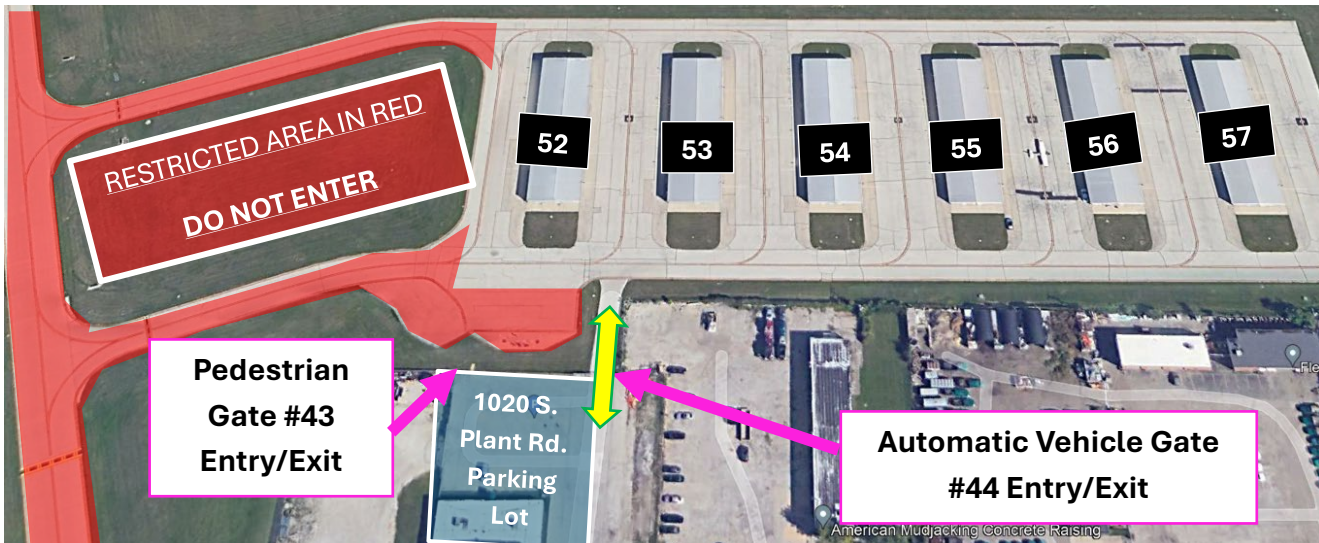 RESTRICTED AREA IN RED
DO NOT ENTER
52
53
54
55
56
57
Pedestrian
Gate #43
Entry/Exit
1020 S.
Plant Rd.
Parking
Lot
Automatic Vehicle Gate
#44 Entry/Exit
Fle
American Mudjacking Concrete Raising